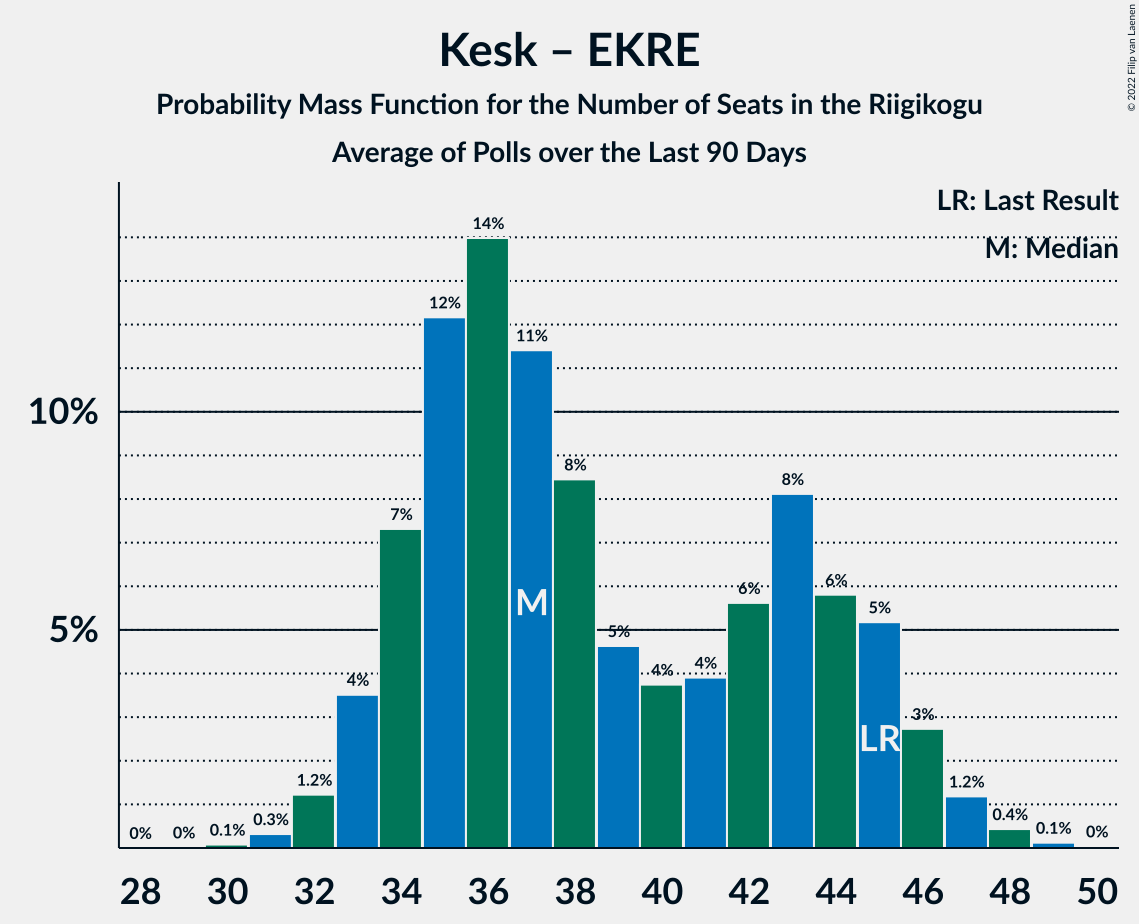 Kesk – EKRE
Probability Mass Function for the Number of Seats in the Riigikogu
Average of Polls over the Last 90 Days
© 2022 Filip van Laenen
LR: Last Result
M: Median
10%
5%
0%
0%
0.1%
0.3%
1.2%
4%
7%
12%
14%
11%
8%
5%
4%
4%
6%
8%
6%
5%
3%
1.2%
0.4%
0.1%
0%
M
LR
28 30 32 34 36 38 40 42 44 46 48 50